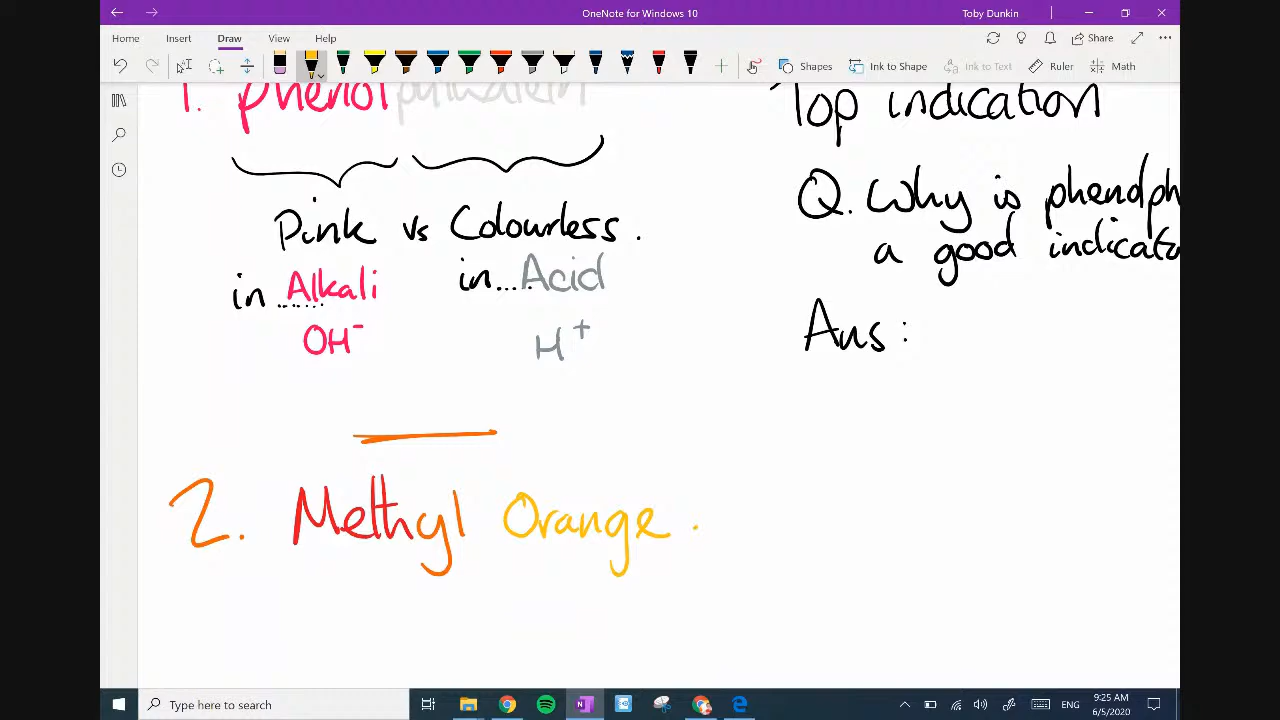 OneNote for Windows 10
Toby Dunkin
Home Insert Draw View Help
Share
Shapes Ink to Shape Ink to Text Ruler Math
1. phenolphthalein
Pink vs Colourless.
in ...... Alkali in.... Acid
OH⁻ H⁺
2. Methyl Orange.
Top indication
Q. Why is phenolph
a good indicato
Ans:
Type here to search
ENG
9:25 AM
6/5/2020